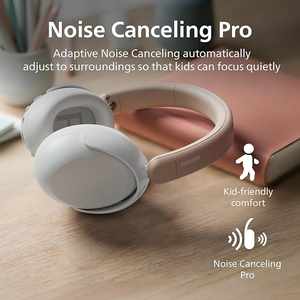 Noise Canceling Pro
Adaptive Noise Canceling automatically
adjust to surroundings so that kids can focus quietly
Kid-friendly
comfort
Noise Canceling
Pro